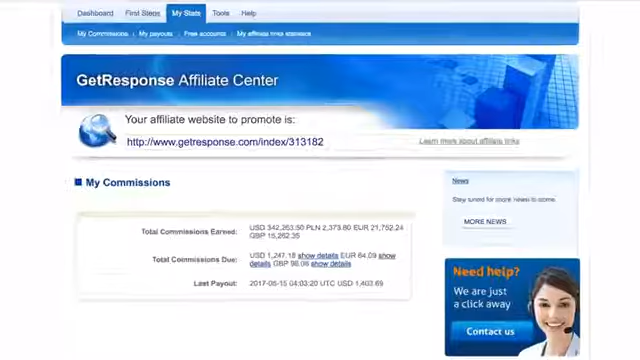 Dashboard First Steps My Stats Tools Help
My Commissions My payouts Free accounts My affiliate links statistics
GetResponse Affiliate Center
Your affiliate website to promote is:
http://www.getresponse.com/index/313182
Learn more about affiliate links
My Commissions
Total Commissions Earned: USD 342,263.50 PLN 2,373.80 EUR 21,752.24
GBP 15,262.35
Total Commissions Due: USD 1,247.18 show details EUR 64.09 show
details GBP 98.06 show details
Last Payout: 2017-05-15 04:03:20 UTC USD 1,403.69
News
Stay tuned for more news to come.
MORE NEWS
Need help?
We are just
a click away
Contact us